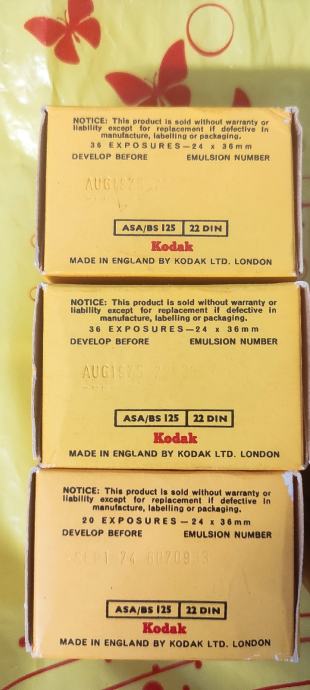 NOTICE: This product is sold without warranty or
liability except for replacement if defective in
manufacture, labelling or packaging.
36 EXPOSURES—24 x 36mm
DEVELOP BEFORE EMULSION NUMBER
AUG1975
ASA/BS 125 22 DIN
Kodak
MADE IN ENGLAND BY KODAK LTD. LONDON
NOTICE: This product is sold without warranty or
liability except for replacement if defective in
manufacture, labelling or packaging.
36 EXPOSURES—24 x 36mm
DEVELOP BEFORE EMULSION NUMBER
AUG1975
ASA/BS 125 22 DIN
Kodak
MADE IN ENGLAND BY KODAK LTD. LONDON
NOTICE: This product is sold without warranty or
liability except for replacement if defective in
manufacture, labelling or packaging.
20 EXPOSURES—24 x 36mm
DEVELOP BEFORE EMULSION NUMBER
74
ASA/BS 125 22 DIN
Kodak
MADE IN ENGLAND BY KODAK LTD. LONDON